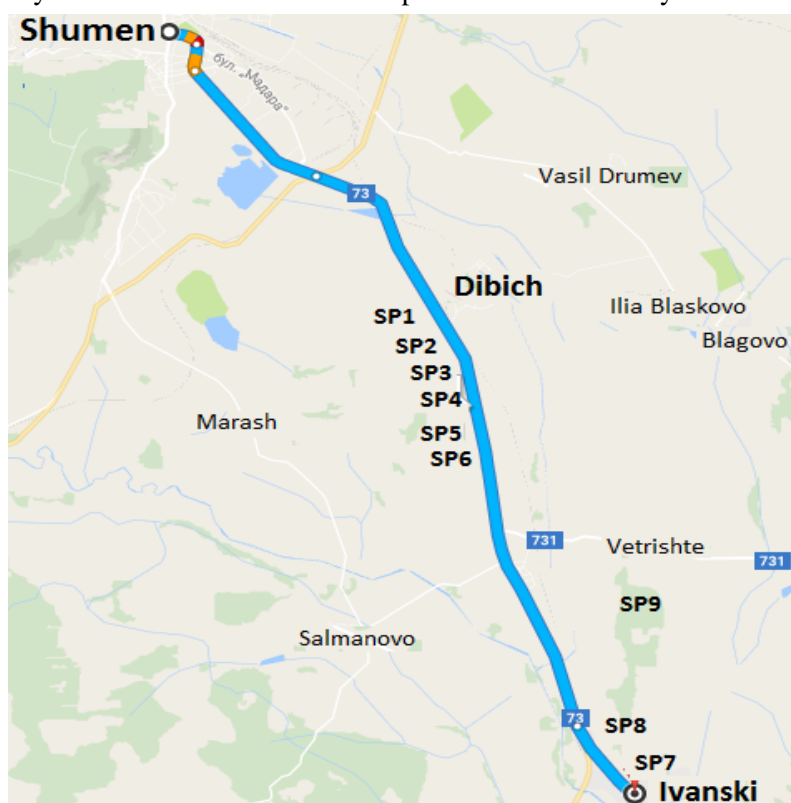 Shumen
бул. „Мадара“
Vasil Drumev
73
Dibich
Ilia Blaskovo
SP1
Blagovo
SP2
SP3
SP4
Marash
SP5
SP6
731
Vetrishte
731
SP9
Salmanovo
73
SP8
SP7
Ivanski